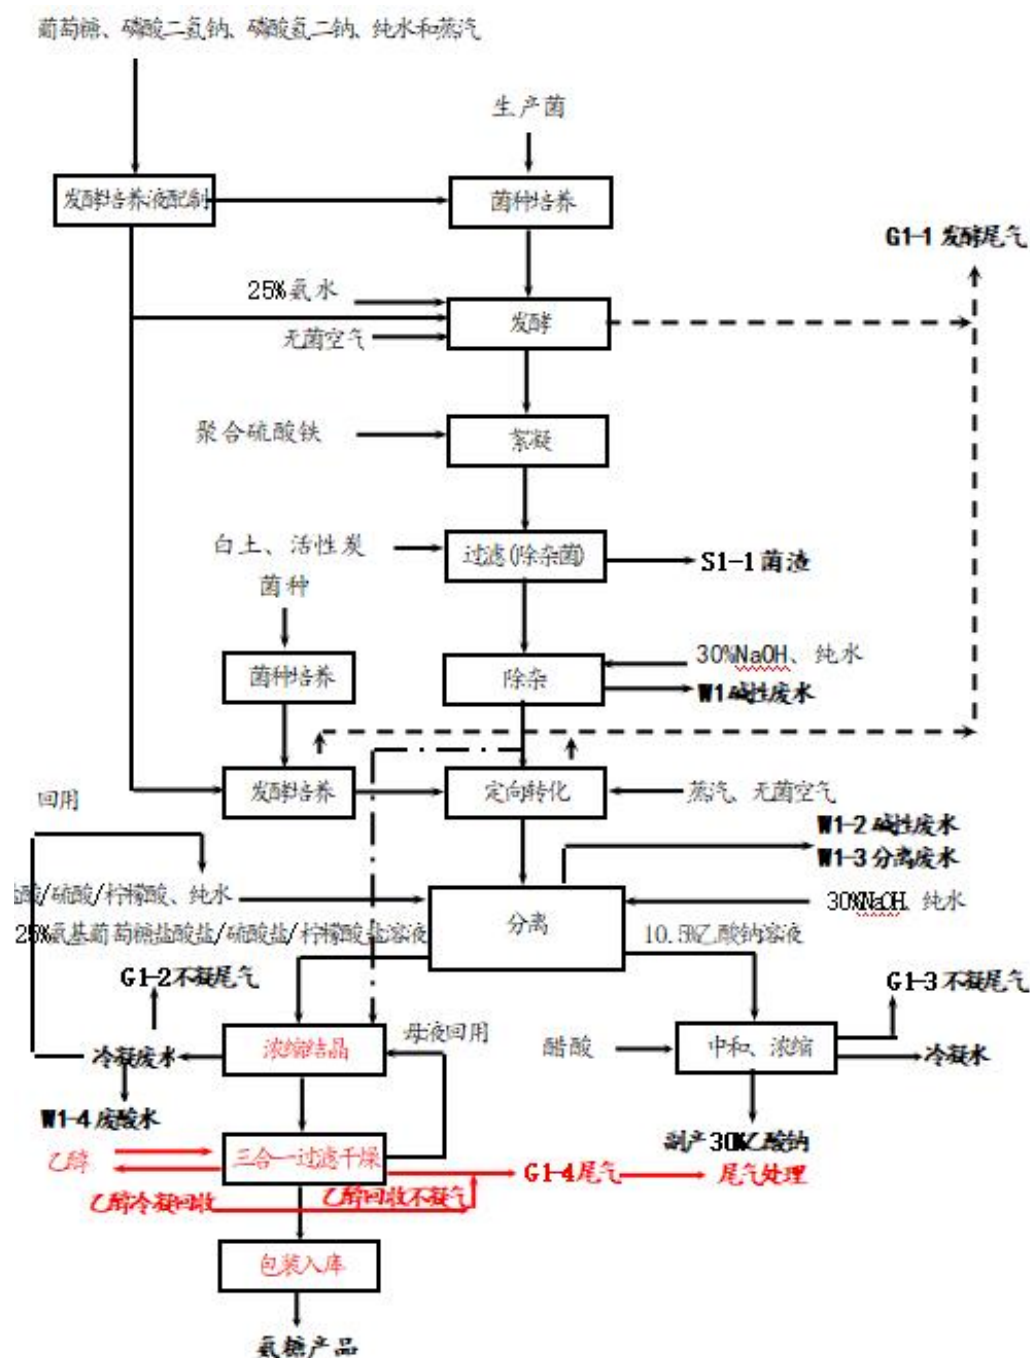 葡萄糖、磷酸二氢钠、磷酸氢二钠、纯水和蒸汽
生产菌
发酵培养液配制
菌种培养
G1-1发酵尾气
25%氨水
发酵
无菌空气
聚合硫酸铁
絮凝
白土、活性炭
过滤(除杂菌)
S1-1菌渣
菌种
菌种培养
除杂
30%NaOH、纯水
W1碱性废水
回用
发酵培养
定向转化
蒸汽、无菌空气
W1-2碱性废水
W1-3分离废水
盐酸/硫酸/柠檬酸、纯水
分离
30%NaOH、纯水
25%氨基葡萄糖盐酸盐/硫酸盐/柠檬酸盐溶液
10.5%乙酸钠溶液
G1-2不凝尾气
G1-3不凝尾气
母液回用
冷凝废水
浓缩结晶
醋酸
中和、浓缩
冷凝水
W1-4废酸水
副产30%乙酸钠
乙醇
三合一过滤干燥
G1-4尾气
尾气处理
乙醇冷凝回收
乙醇回收不凝气
包装入库
氨糖产品